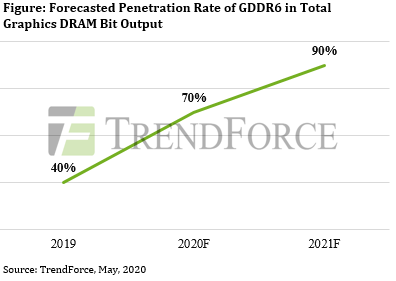 Figure: Forecasted Penetration Rate of GDDR6 in Total
Graphics DRAM Bit Output
90%
70%
TRENDFORCE
40%
2019 2020F 2021F
Source: TrendForce, May, 2020